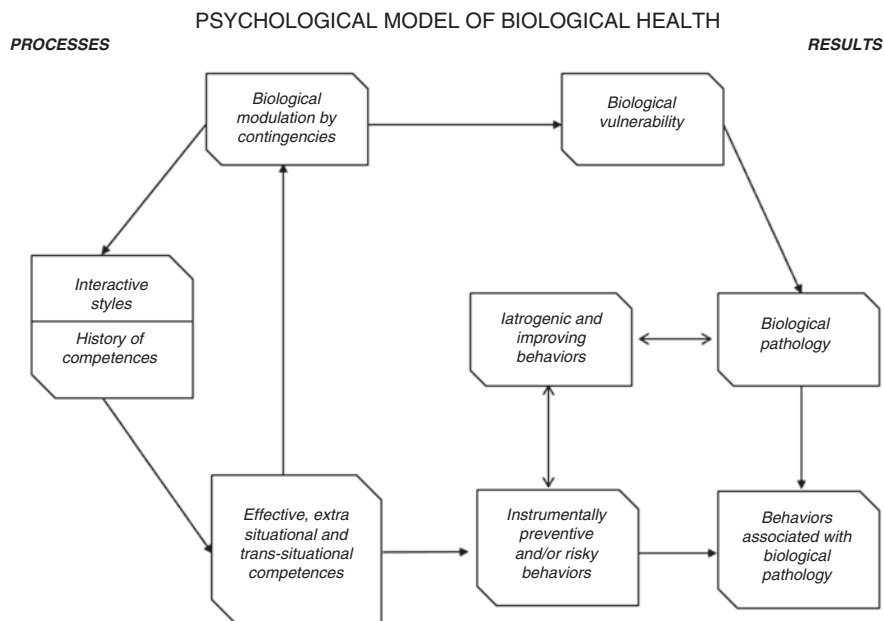 PSYCHOLOGICAL MODEL OF BIOLOGICAL HEALTH
PROCESSES
RESULTS
Biological
modulation by
contingencies
Biological
vulnerability
Interactive
styles
History of
competences
Iatrogenic and
improving
behaviors
Biological
pathology
Effective, extra
situational and
trans-situational
competences
Instrumentally
preventive
and/or risky
behaviors
Behaviors
associated with
biological
pathology